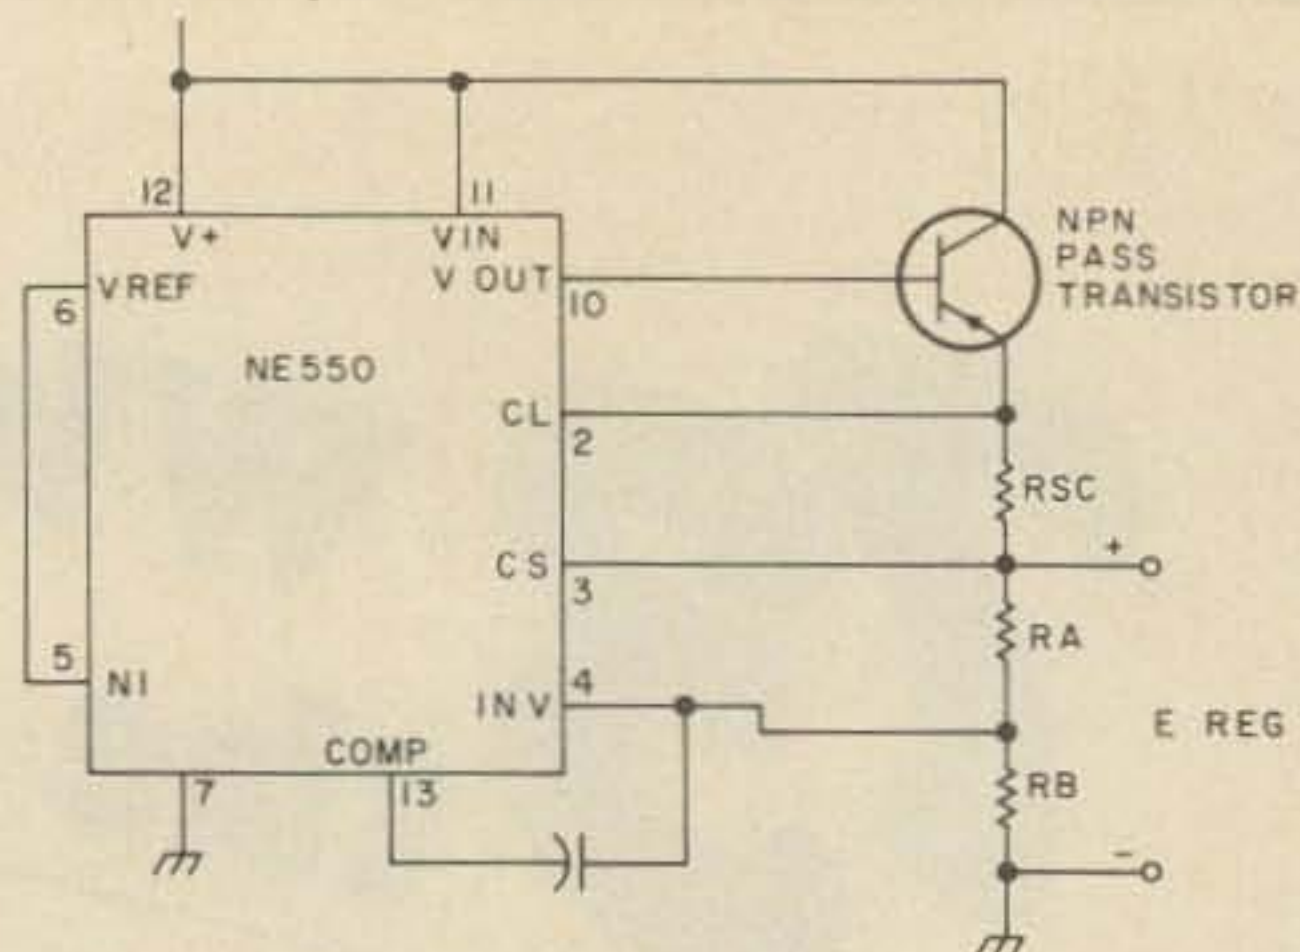 12
11
V+
VIN
VREF
V OUT
6
10
NPN
PASS
TRANSISTOR
NE550
CL
2
RSC
CS
3
+
RA
5
NI
4
INV
E REG
COMP
7
13
RB
-